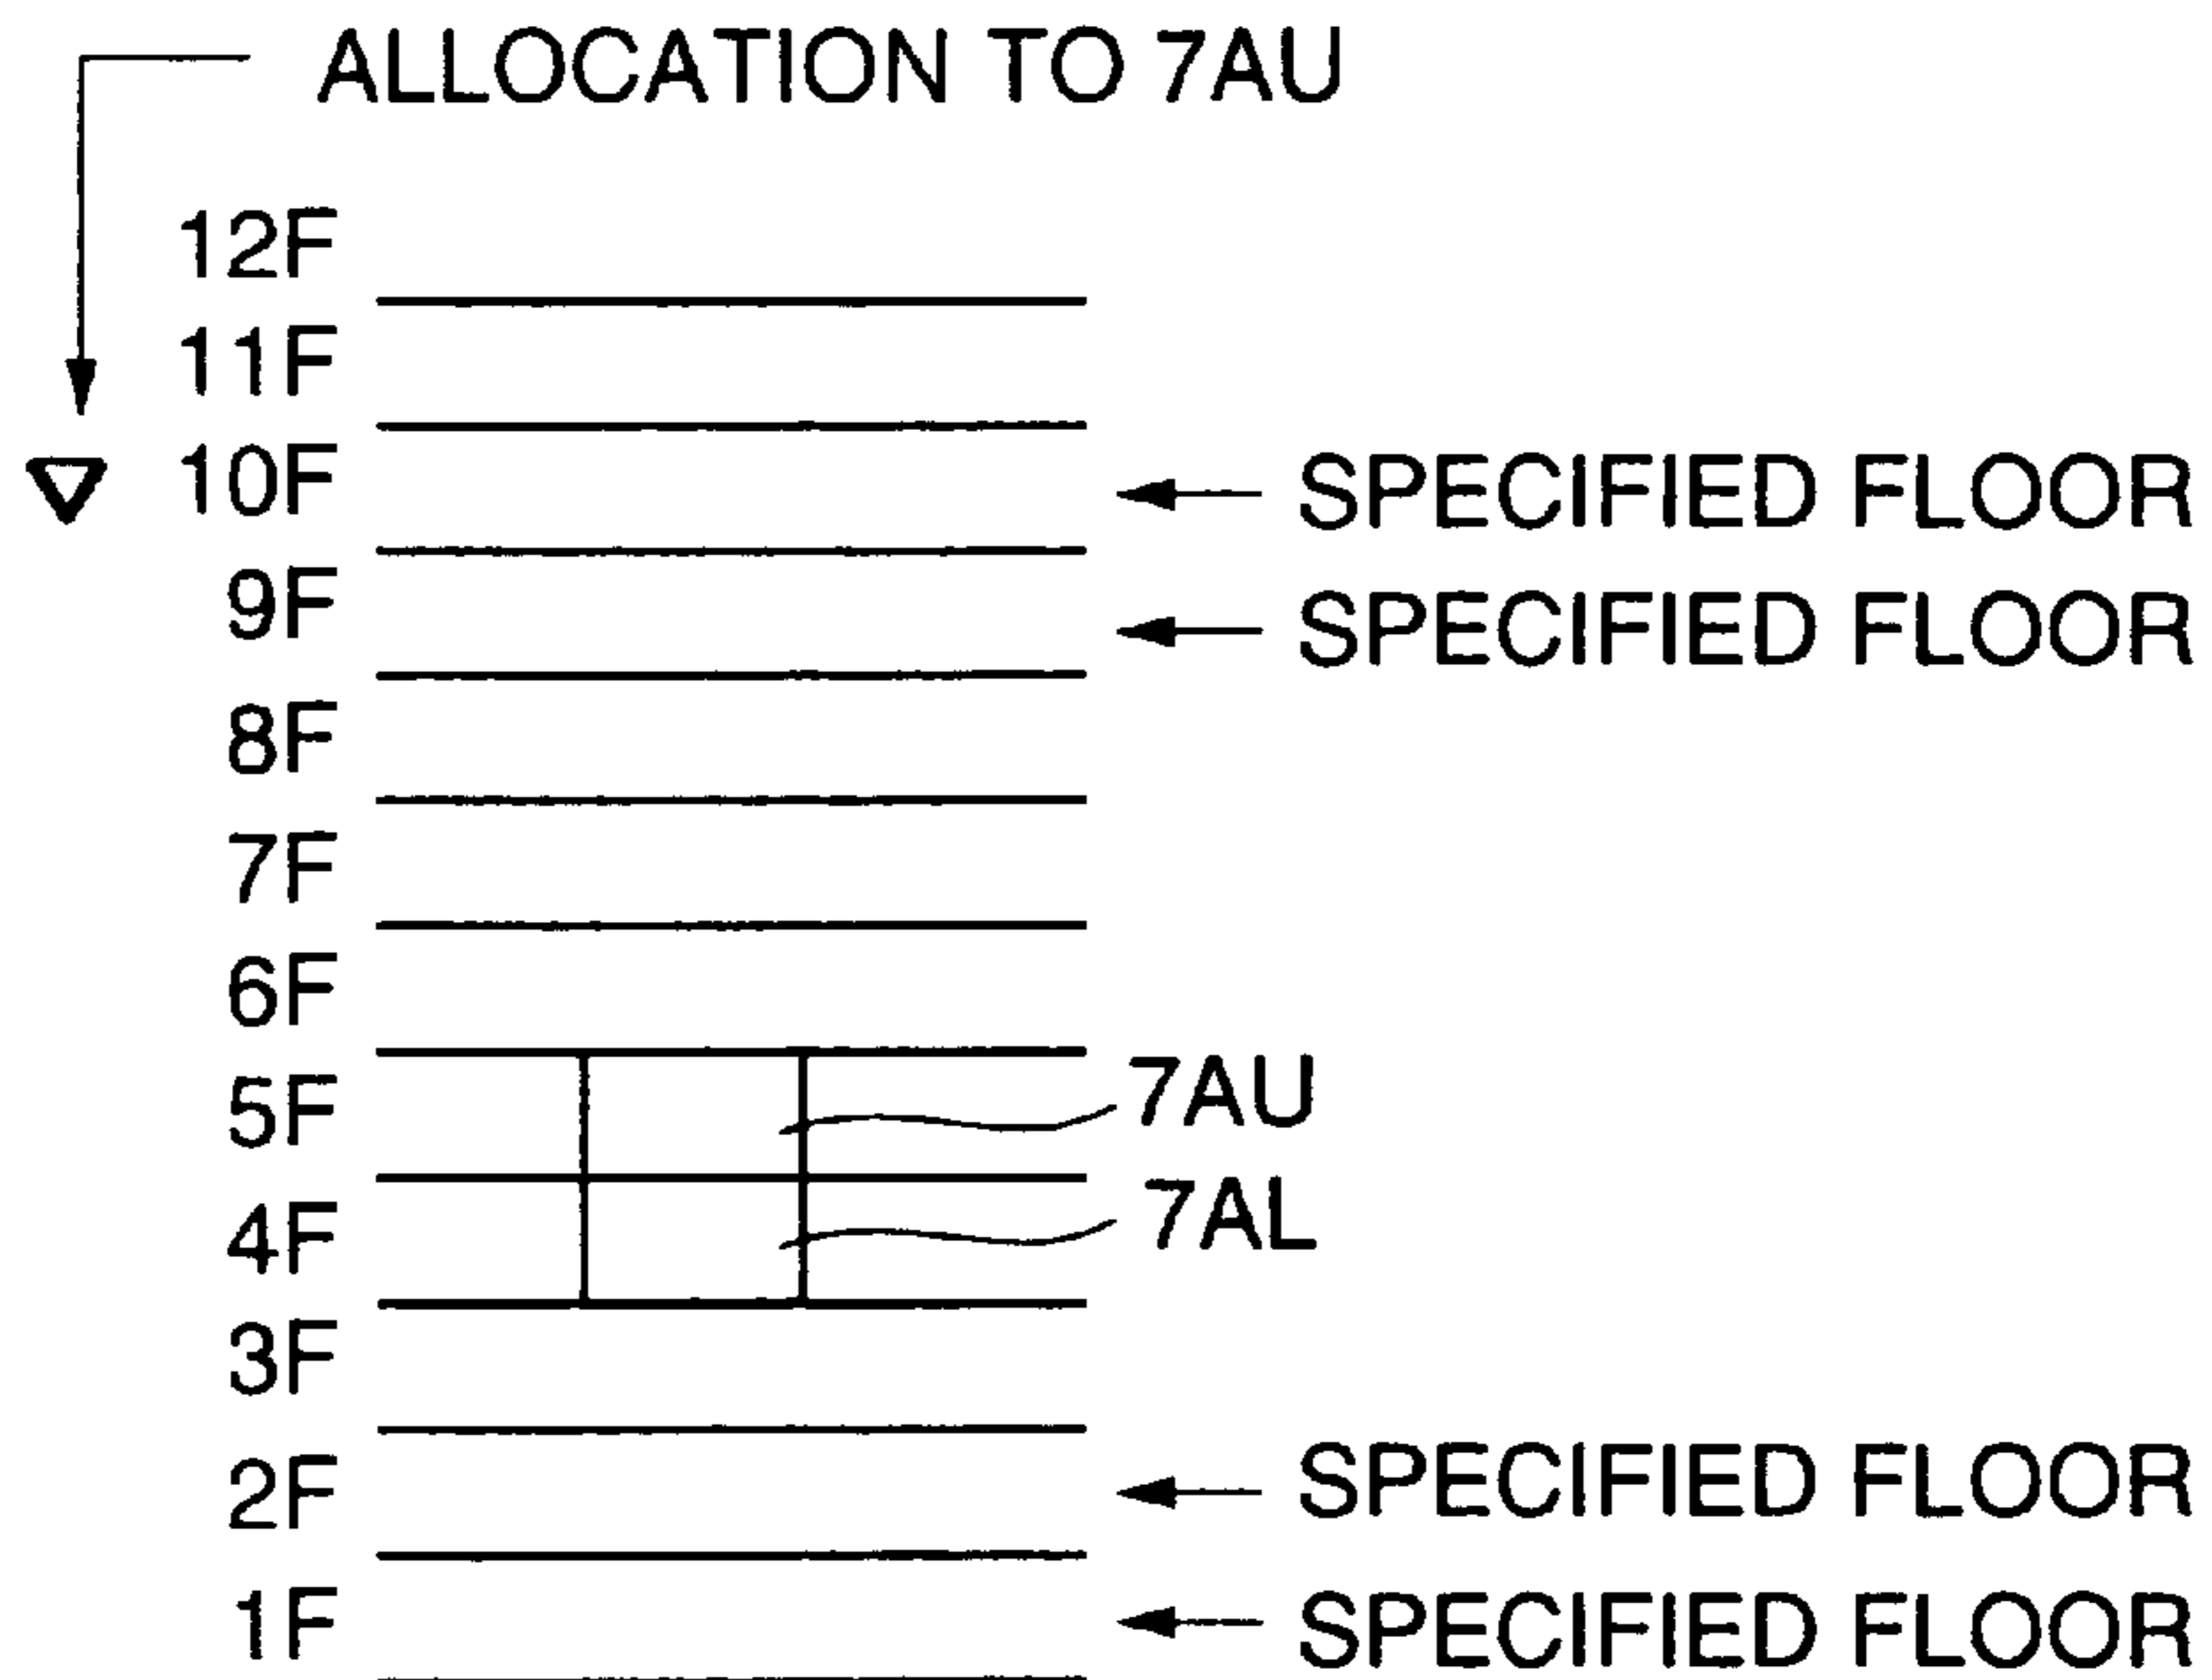 ALLOCATION TO 7AU
12F
11F
10F SPECIFIED FLOOR
9F SPECIFIED FLOOR
8F
7F
6F
5F 7AU
4F 7AL
3F
2F SPECIFIED FLOOR
1F SPECIFIED FLOOR